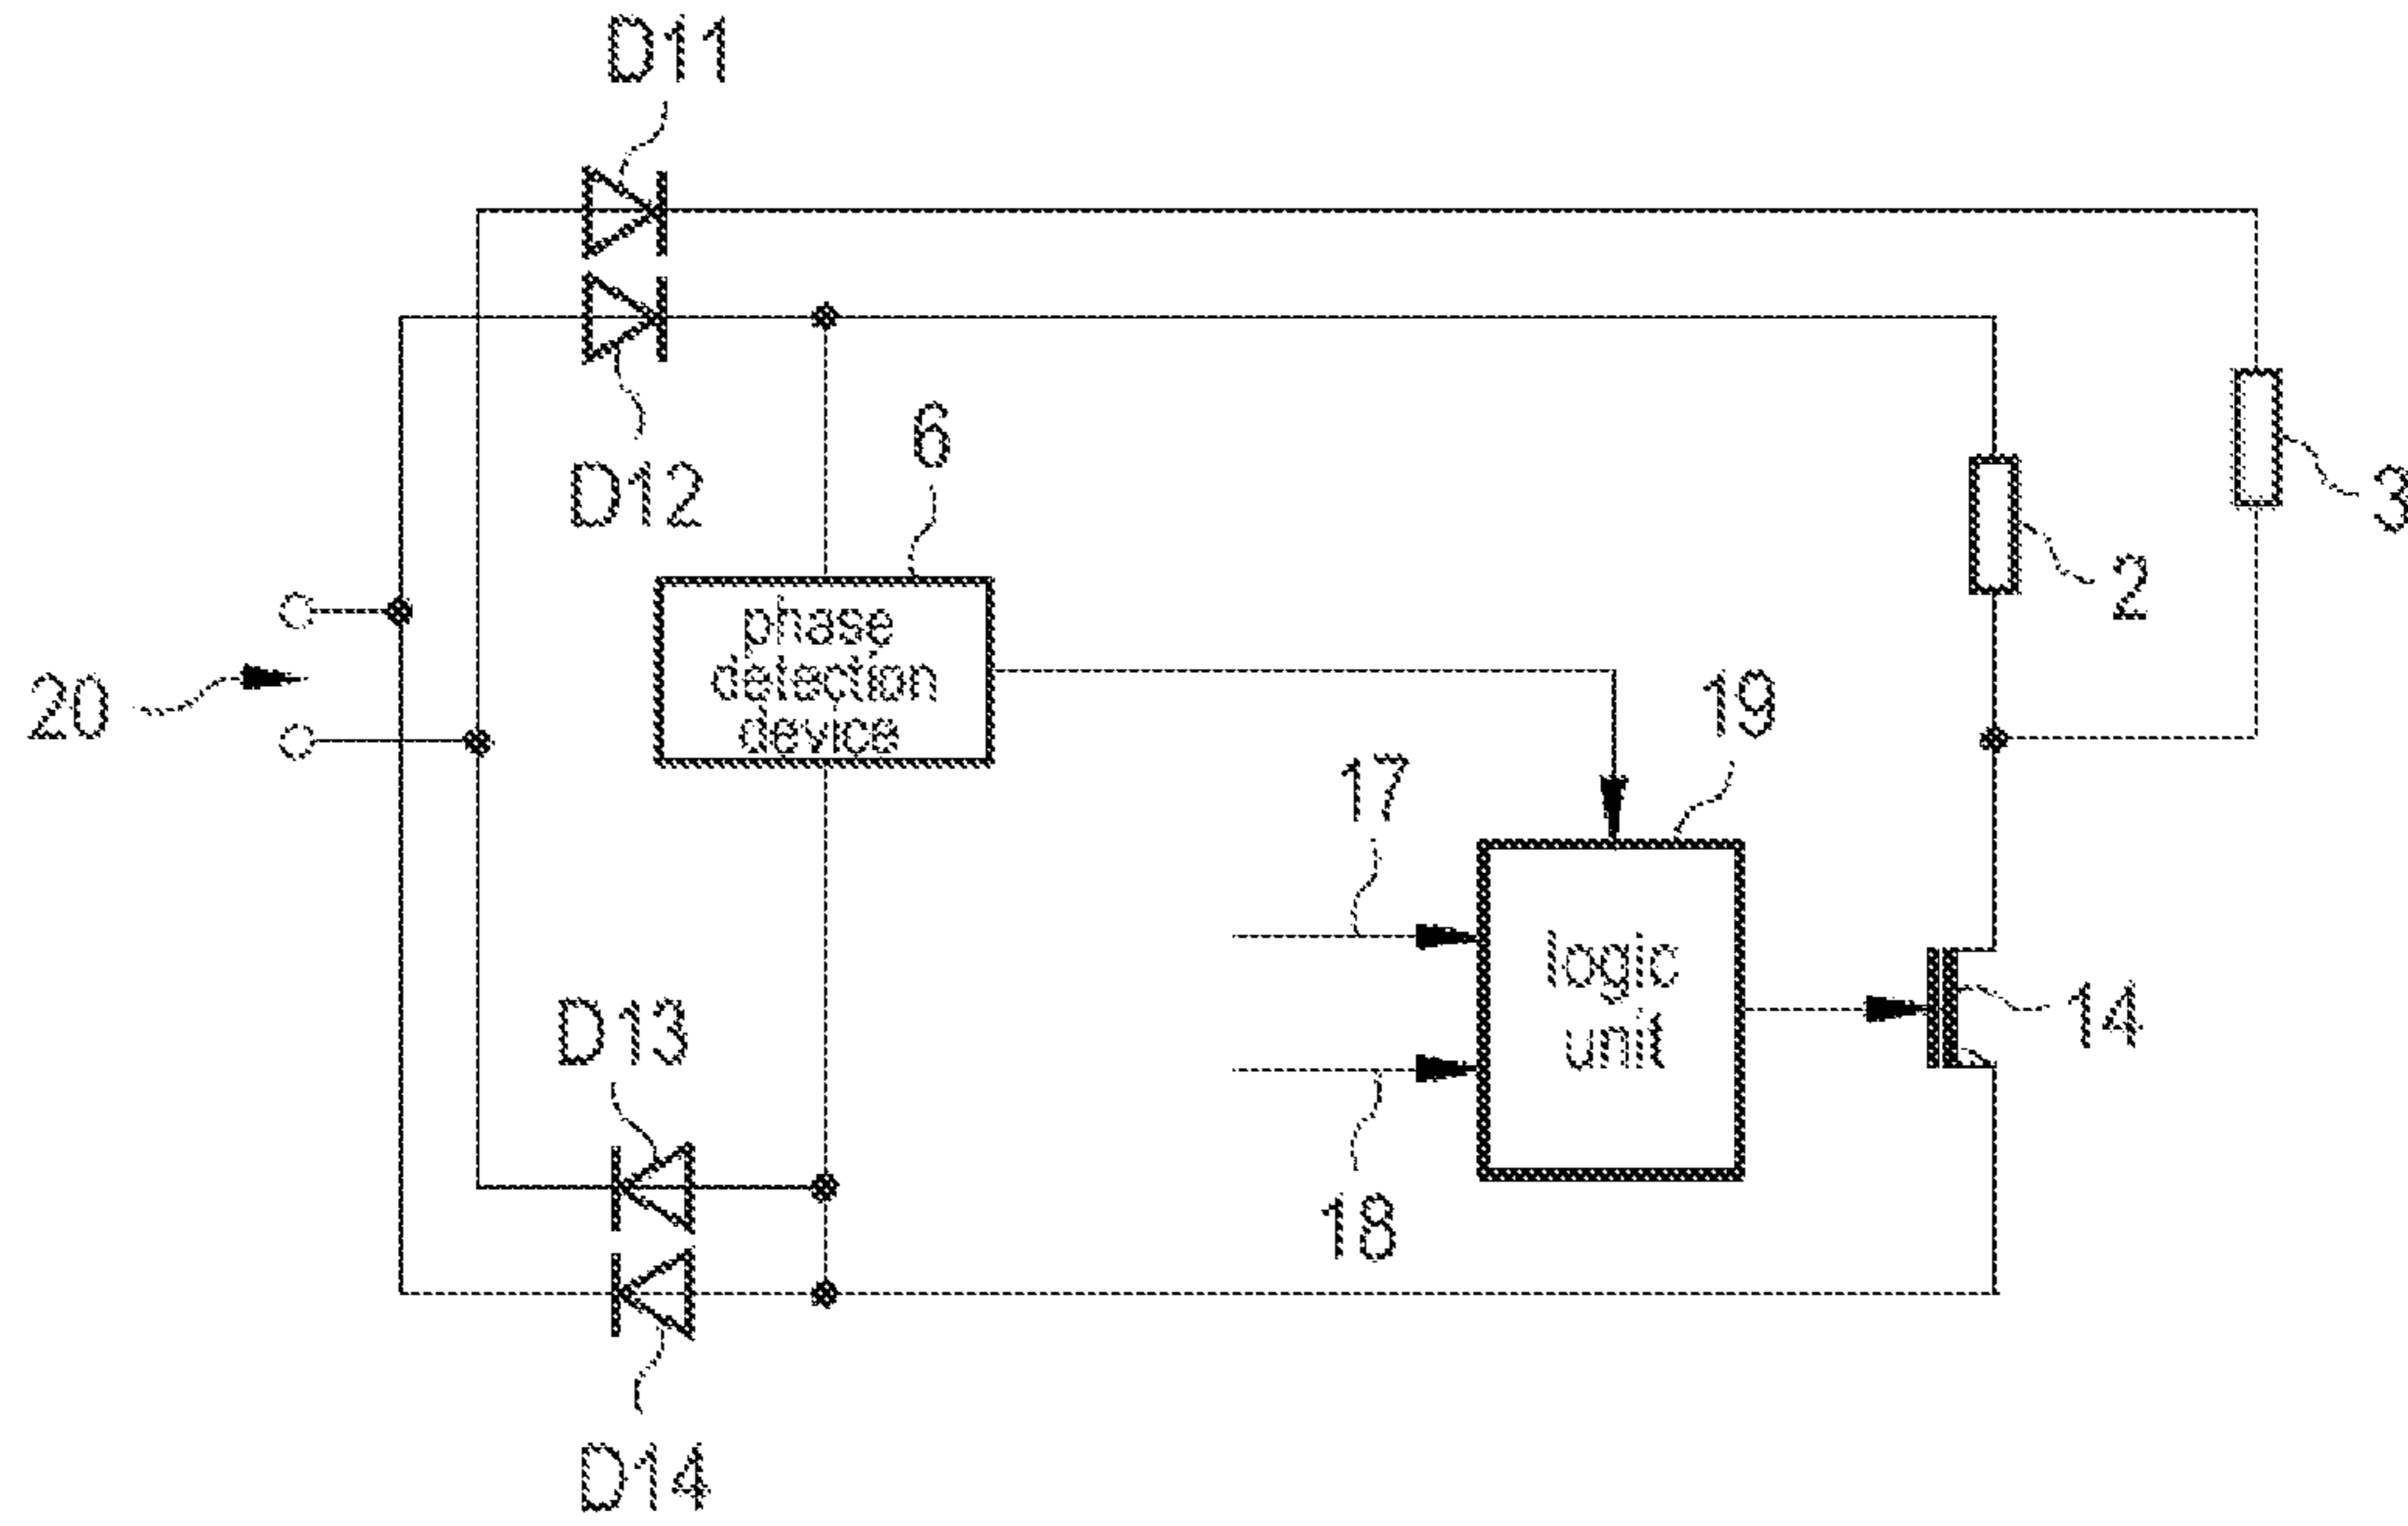 D11
D12
6
phase
detection
device
3
2
20
19
17
logic
unit
14
D13
18
D14